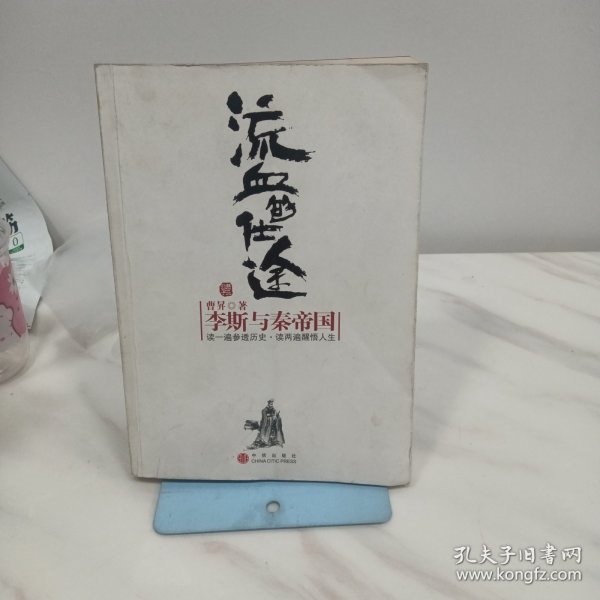 流血的仕途
曹昇◎著
李斯与秦帝国
读一遍参透历史·读两遍醒悟人生
中信出版社
CHINA CITIC PRESS
孔夫子旧书网
www.kongfz.com